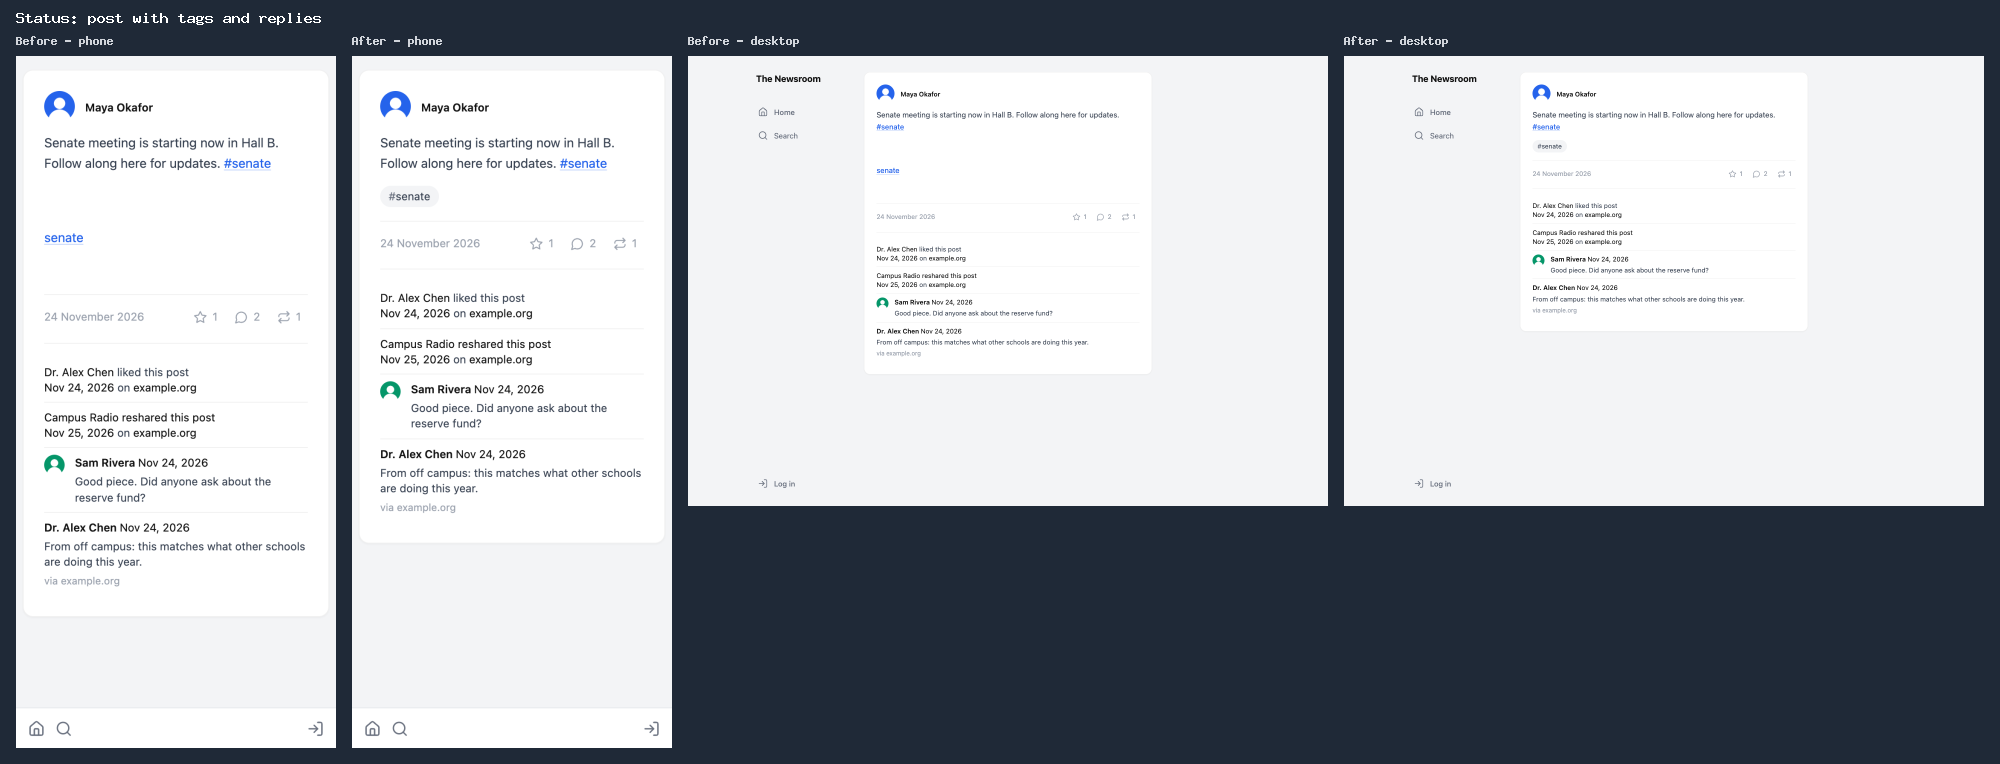 Status: post with tags and replies
Before - phone
Maya Okafor
Senate meeting is starting now in Hall B.
Follow along here for updates. #senate
senate
24 November 2026 1 2 1
Dr. Alex Chen liked this post
Nov 24, 2026 on example.org
Campus Radio reshared this post
Nov 25, 2026 on example.org
Sam Rivera Nov 24, 2026
Good piece. Did anyone ask about the
reserve fund?
Dr. Alex Chen Nov 24, 2026
From off campus: this matches what other schools
are doing this year.
via example.org
After - phone
Maya Okafor
Senate meeting is starting now in Hall B.
Follow along here for updates. #senate
#senate
24 November 2026 1 2 1
Dr. Alex Chen liked this post
Nov 24, 2026 on example.org
Campus Radio reshared this post
Nov 25, 2026 on example.org
Sam Rivera Nov 24, 2026
Good piece. Did anyone ask about the
reserve fund?
Dr. Alex Chen Nov 24, 2026
From off campus: this matches what other schools
are doing this year.
via example.org
Before - desktop
The Newsroom
Home
Search
Log in
Maya Okafor
Senate meeting is starting now in Hall B. Follow along here for updates.
#senate
senate
24 November 2026 1 2 1
Dr. Alex Chen liked this post
Nov 24, 2026 on example.org
Campus Radio reshared this post
Nov 25, 2026 on example.org
Sam Rivera Nov 24, 2026
Good piece. Did anyone ask about the reserve fund?
Dr. Alex Chen Nov 24, 2026
From off campus: this matches what other schools are doing this year.
via example.org
After - desktop
The Newsroom
Home
Search
Log in
Maya Okafor
Senate meeting is starting now in Hall B. Follow along here for updates.
#senate
#senate
24 November 2026 1 2 1
Dr. Alex Chen liked this post
Nov 24, 2026 on example.org
Campus Radio reshared this post
Nov 25, 2026 on example.org
Sam Rivera Nov 24, 2026
Good piece. Did anyone ask about the reserve fund?
Dr. Alex Chen Nov 24, 2026
From off campus: this matches what other schools are doing this year.
via example.org